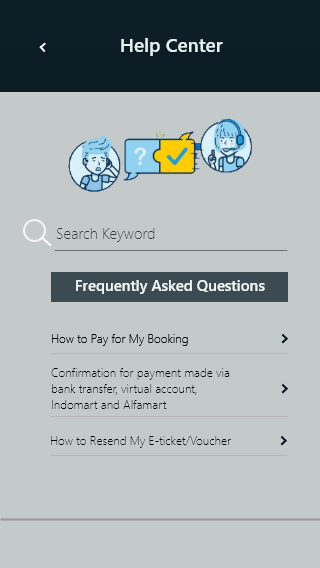 Help Center
?
Search Keyword
Frequently Asked Questions
How to Pay for My Booking
Confirmation for payment made via
bank transfer, virtual account,
Indomart and Alfamart
How to Resend My E-ticket/Voucher